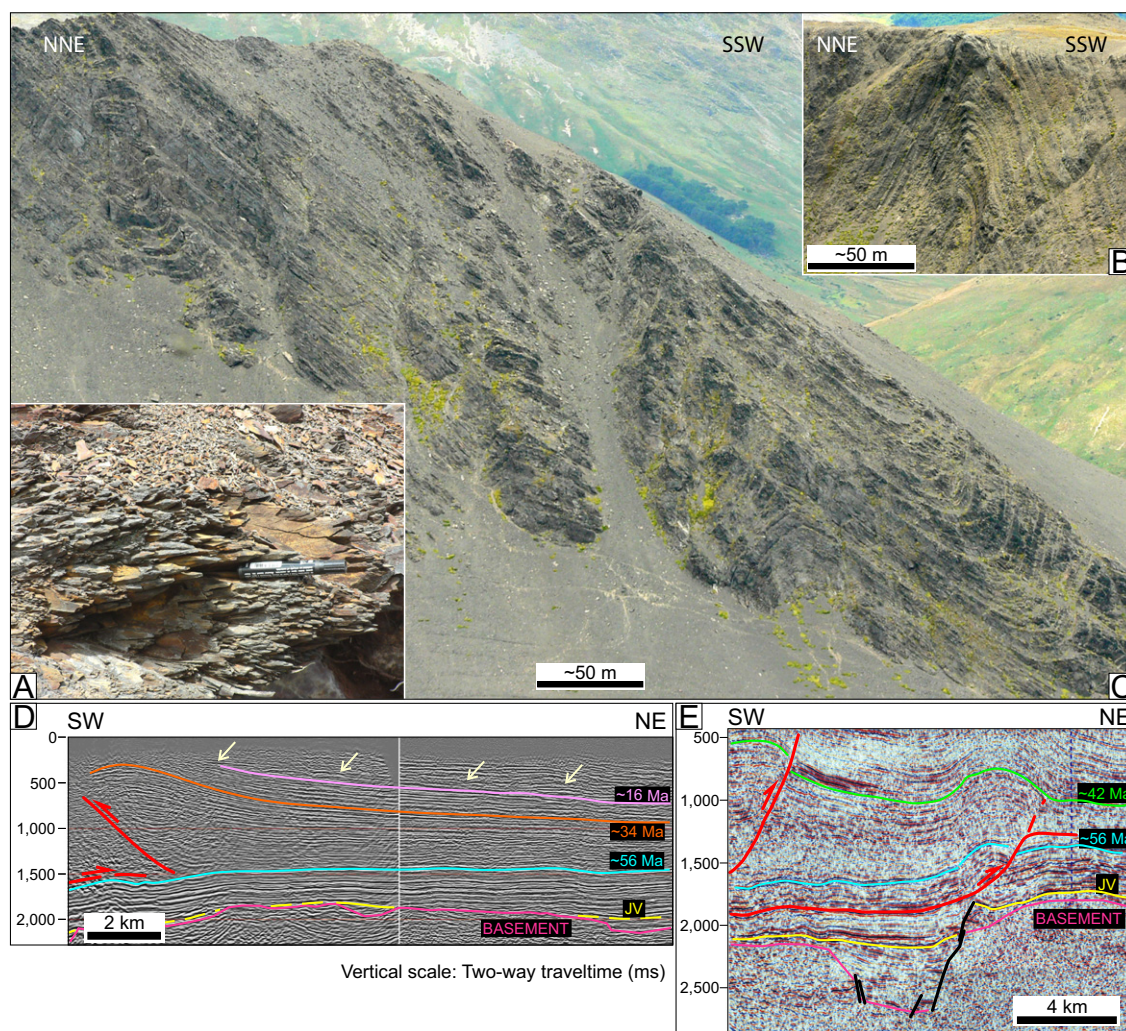 NNE
SSW
NNE
SSW
~50 m
B
A
~50 m
C
D
SW
NE
0
500
1,000
1,500
2,000
~16 Ma
~34 Ma
~56 Ma
JV
BASEMENT
2 km
Vertical scale: Two-way traveltime (ms)
E
SW
NE
500
1,000
1,500
2,000
2,500
~42 Ma
~56 Ma
JV
BASEMENT
4 km